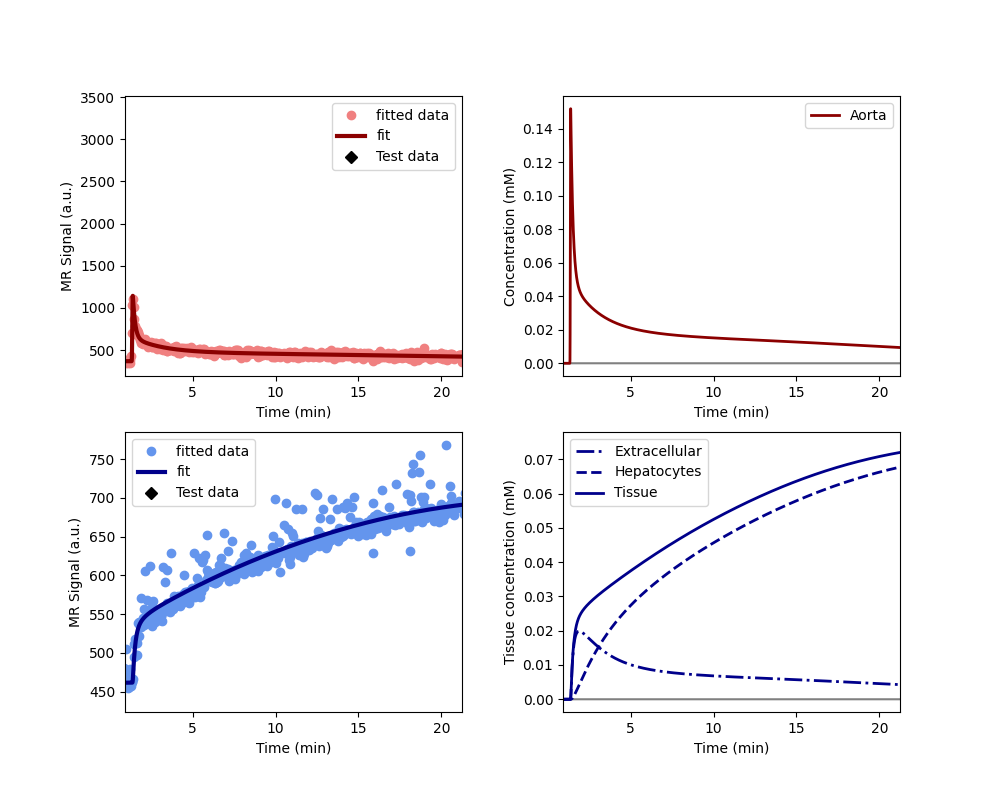 3500
3000
2500
2000
1500
1000
500
MR Signal (a.u.)
fitted data
fit
Test data
5 10 15 20
Time (min)
0.14
0.12
0.10
0.08
0.06
0.04
0.02
0.00
Concentration (mM)
Aorta
5 10 15 20
Time (min)
750
700
650
600
550
500
450
MR Signal (a.u.)
fitted data
fit
Test data
5 10 15 20
Time (min)
0.07
0.06
0.05
0.04
0.03
0.02
0.01
0.00
Tissue concentration (mM)
Extracellular
Hepatocytes
Tissue
5 10 15 20
Time (min)